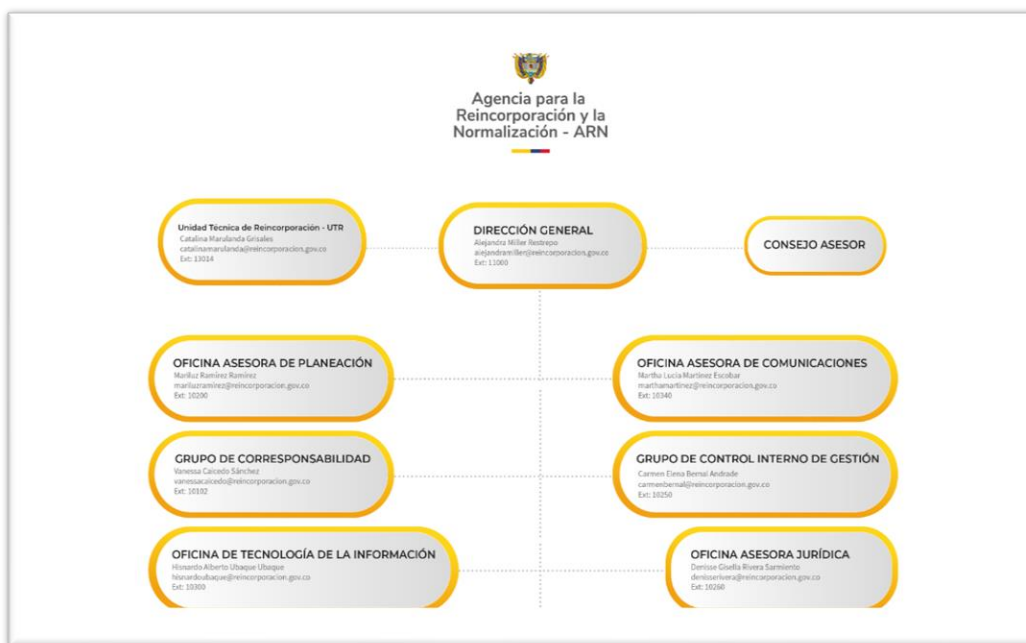 Agencia para la
Reincorporación y la
Normalización - ARN
Unidad Técnica de Reincorporación - UTR
Catalina Marulanda Grisales
catalinamarulanda@reincorporacion.gov.co
Ext: 13014
DIRECCIÓN GENERAL
Alejandra Miller Restrepo
alejandramiller@reincorporacion.gov.co
Ext: 11000
CONSEJO ASESOR
OFICINA ASESORA DE PLANEACIÓN
Mariluz Ramírez Ramírez
mariluzramirez@reincorporacion.gov.co
Ext: 10200
OFICINA ASESORA DE COMUNICACIONES
Martha Lucia Martinez Escobar
marthamartinez@reincorporacion.gov.co
Ext: 10340
GRUPO DE CORRESPONSABILIDAD
Vanessa Caicedo Sánchez
vanessacaicedo@reincorporacion.gov.co
Ext: 10102
GRUPO DE CONTROL INTERNO DE GESTIÓN
Carmen Elena Bernal Andrade
carmenbernal@reincorporacion.gov.co
Ext: 10250
OFICINA DE TECNOLOGÍA DE LA INFORMACIÓN
Hisnardo Alberto Ubaque Ubaque
hisnardoubaque@reincorporacion.gov.co
Ext: 10300
OFICINA ASESORA JURÍDICA
Denisse Gisella Rivera Sarmiento
denisserivera@reincorporacion.gov.co
Ext: 10260